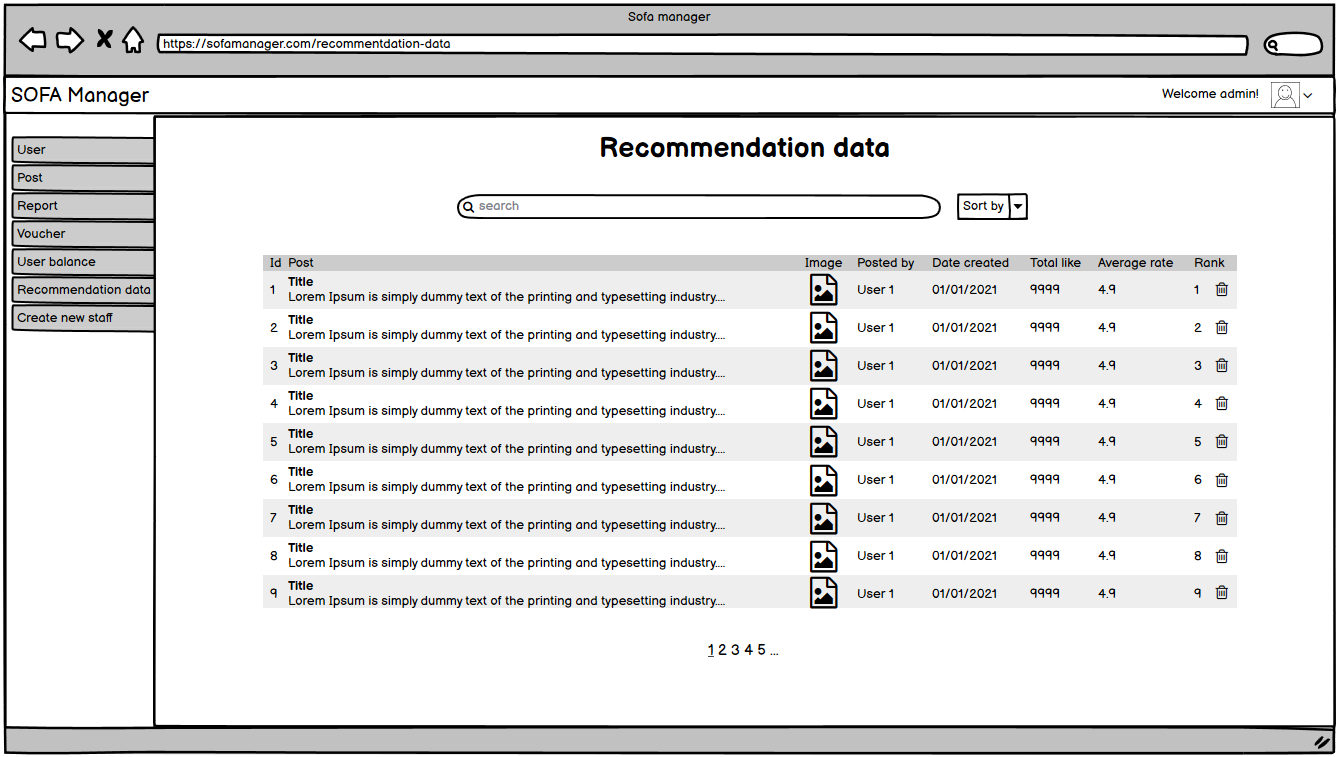 Sofa manager
https://sofamanager.com/recommentdation-data
SOFA Manager
Welcome admin!
User
Post
Report
Voucher
User balance
Recommendation data
Create new staff
Recommendation data
search
Sort by
Id Post Image Posted by Date created Total like Average rate Rank
Title
1 Lorem Ipsum is simply dummy text of the printing and typesetting industry.... User 1 01/01/2021 9999 4.9 1
Title
2 Lorem Ipsum is simply dummy text of the printing and typesetting industry.... User 1 01/01/2021 9999 4.9 2
Title
3 Lorem Ipsum is simply dummy text of the printing and typesetting industry.... User 1 01/01/2021 9999 4.9 3
Title
4 Lorem Ipsum is simply dummy text of the printing and typesetting industry.... User 1 01/01/2021 9999 4.9 4
Title
5 Lorem Ipsum is simply dummy text of the printing and typesetting industry.... User 1 01/01/2021 9999 4.9 5
Title
6 Lorem Ipsum is simply dummy text of the printing and typesetting industry.... User 1 01/01/2021 9999 4.9 6
Title
7 Lorem Ipsum is simply dummy text of the printing and typesetting industry.... User 1 01/01/2021 9999 4.9 7
Title
8 Lorem Ipsum is simply dummy text of the printing and typesetting industry.... User 1 01/01/2021 9999 4.9 8
Title
9 Lorem Ipsum is simply dummy text of the printing and typesetting industry.... User 1 01/01/2021 9999 4.9 9
1 2 3 4 5 ...